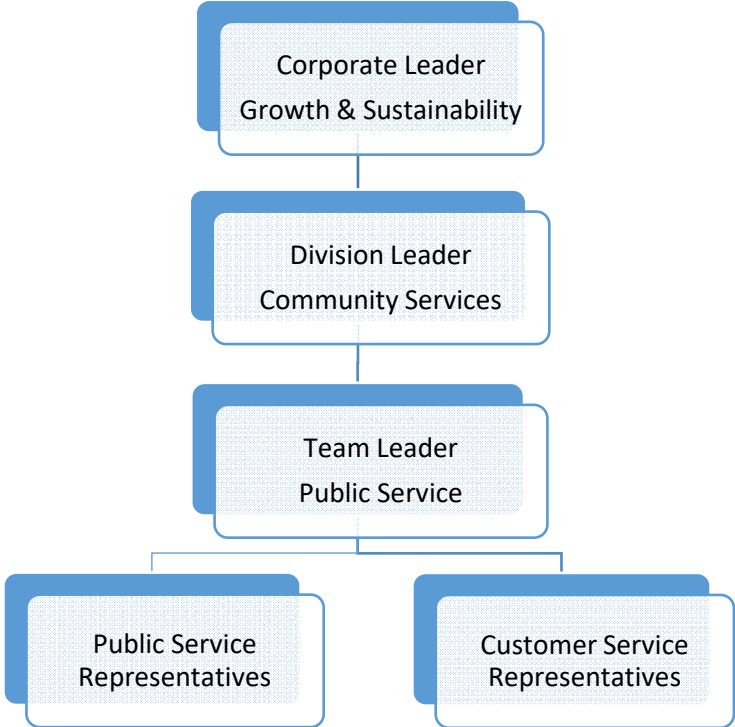 Corporate Leader
Growth & Sustainability
Division Leader
Community Services
Team Leader
Public Service
Public Service
Representatives
Customer Service
Representatives